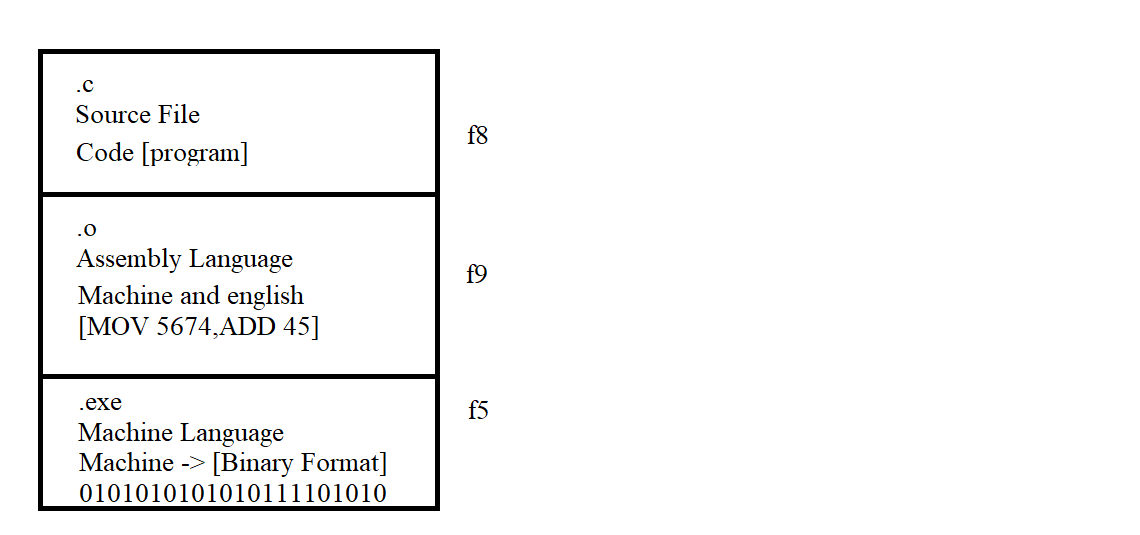 .c
Source File
Code [program]
f8
.o
Assembly Language
Machine and english
[MOV 5674,ADD 45]
f9
.exe
Machine Language
Machine -> [Binary Format]
0101010101010111101010
f5